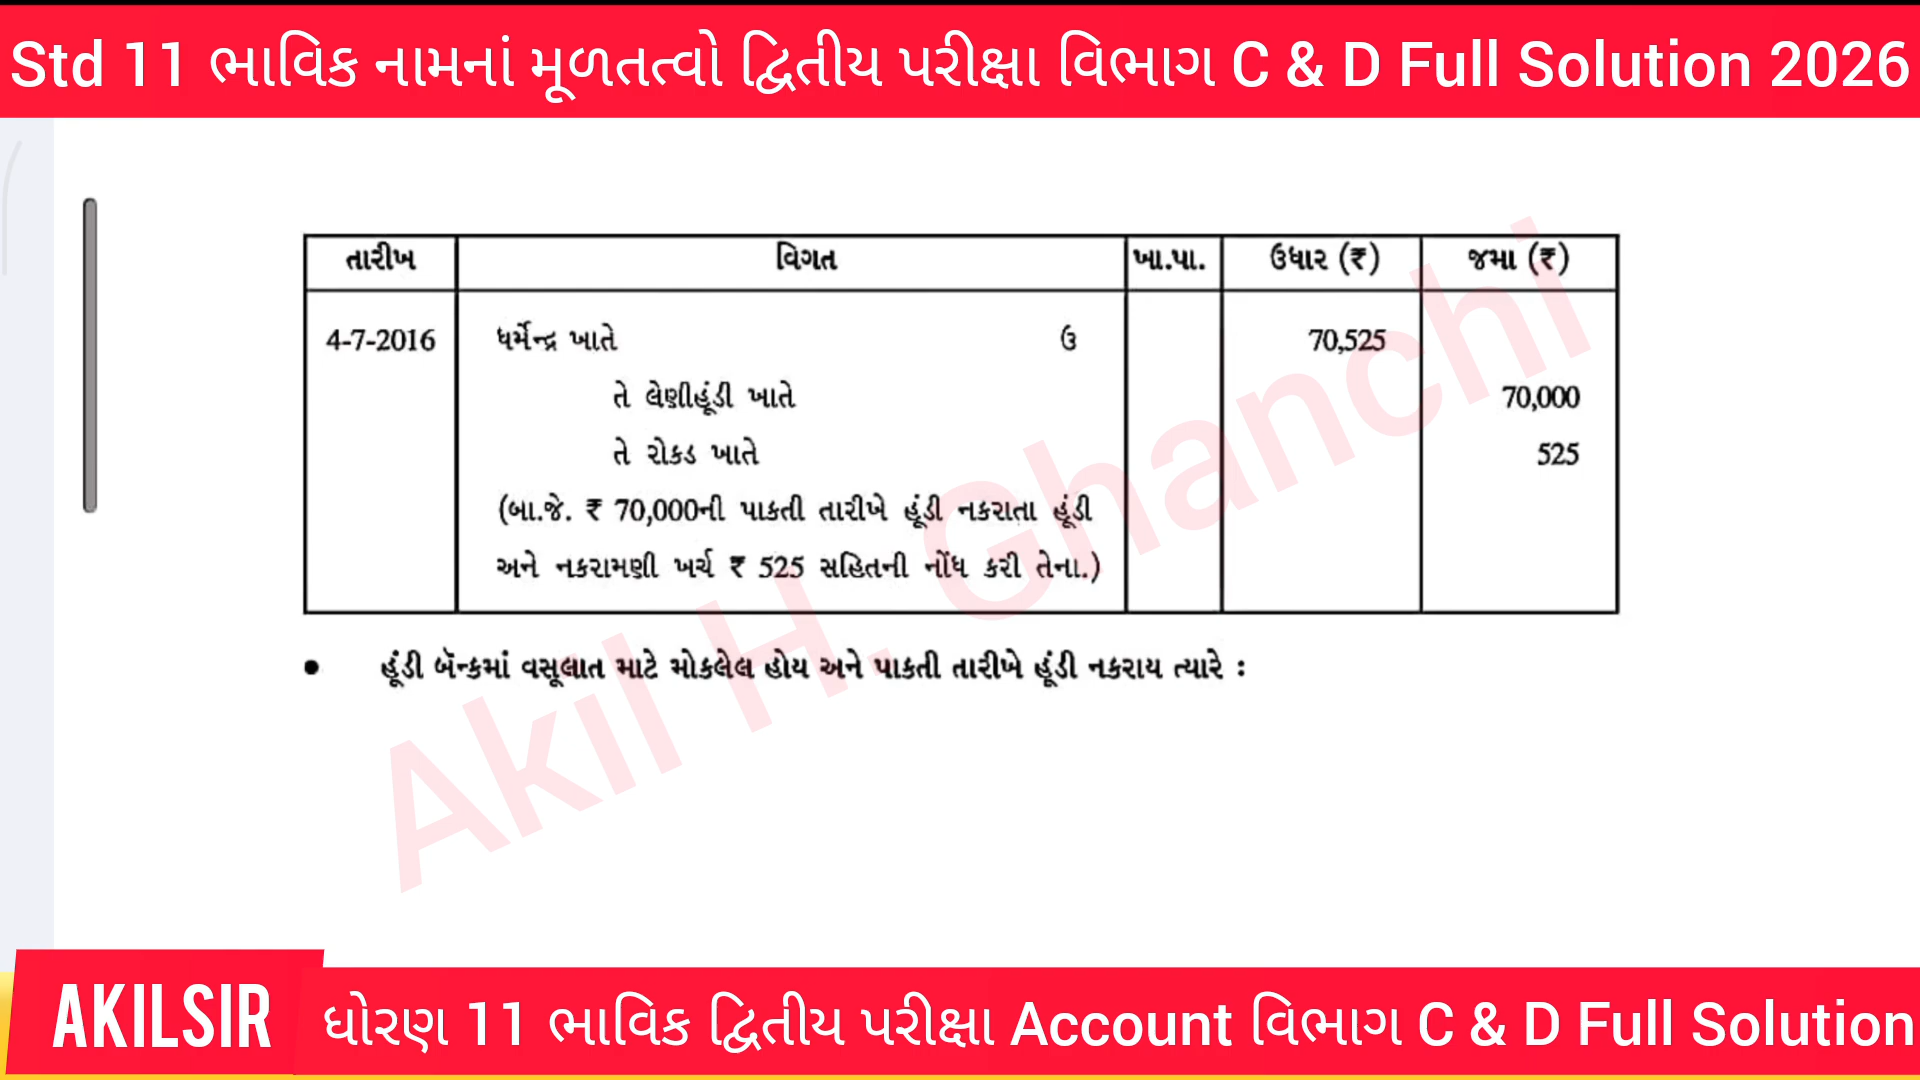 Std 11 ભાવિક નામનાં મૂળતત્વો દ્વિતીય પરીક્ષા વિભાગ C & D Full Solution 2026
તારીખ વિગત ખા.પા. ઉધાર (₹) જમા (₹)
4-7-2016 ધર્મેન્દ્ર ખાતે ઉ 70,525
તે લેણીહૂંડી ખાતે 70,000
તે રોકડ ખાતે 525
(બા.જે. ₹ 70,000ની પાકતી તારીખે હૂંડી નકરાતા હૂંડી
અને નકરામણી ખર્ચ ₹ 525 સહિતની નોંધ કરી તેના.)
• હૂંડી બૅન્કમાં વસૂલાત માટે મોકલેલ હોય અને પાકતી તારીખે હૂંડી નકરાય ત્યારે :
Akil H. Ghanchi
AKILSIR
ધોરણ 11 ભાવિક દ્વિતીય પરીક્ષા Account વિભાગ C & D Full Solution